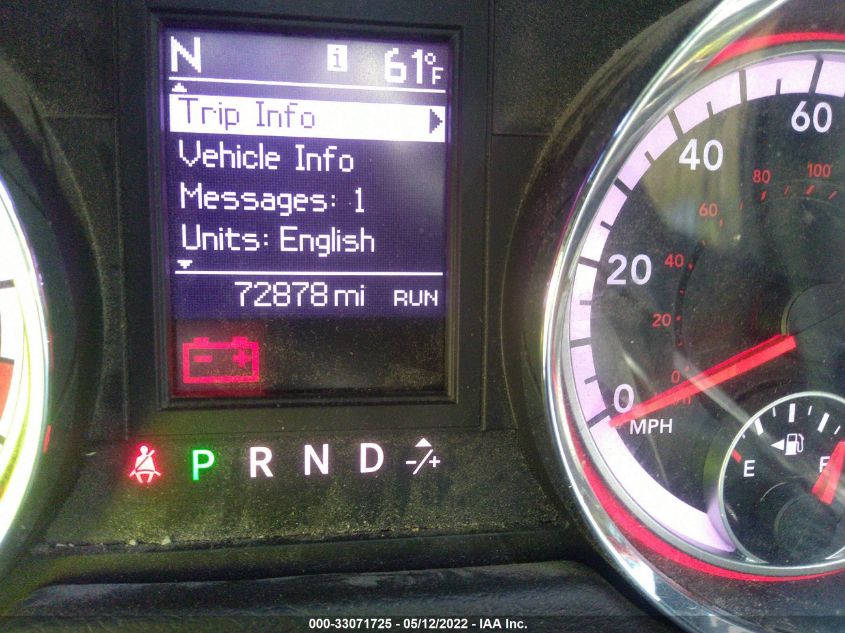 N i 61°F
Trip Info
Vehicle Info
Messages: 1
Units: English
72878 mi RUN
P R N D -/+
0 20 40 60
0 20 40 60 80 100
MPH
E F
000-33071725 - 05/12/2022 - IAA Inc.